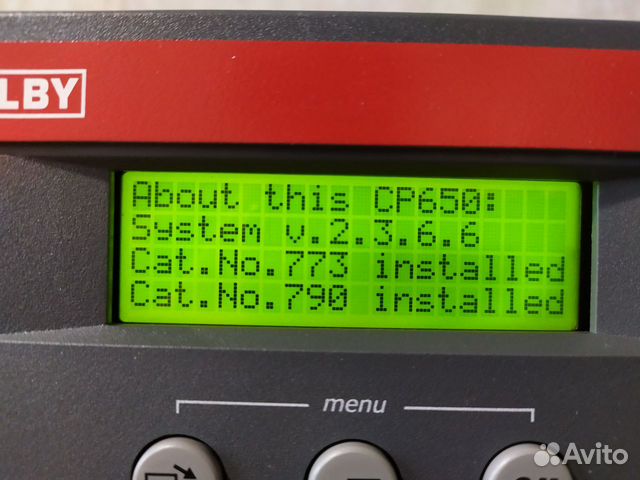 LBY
About this CP650:
System v.2.3.6.6
Cat.No.773 installed
Cat.No.790 installed
menu
Avito